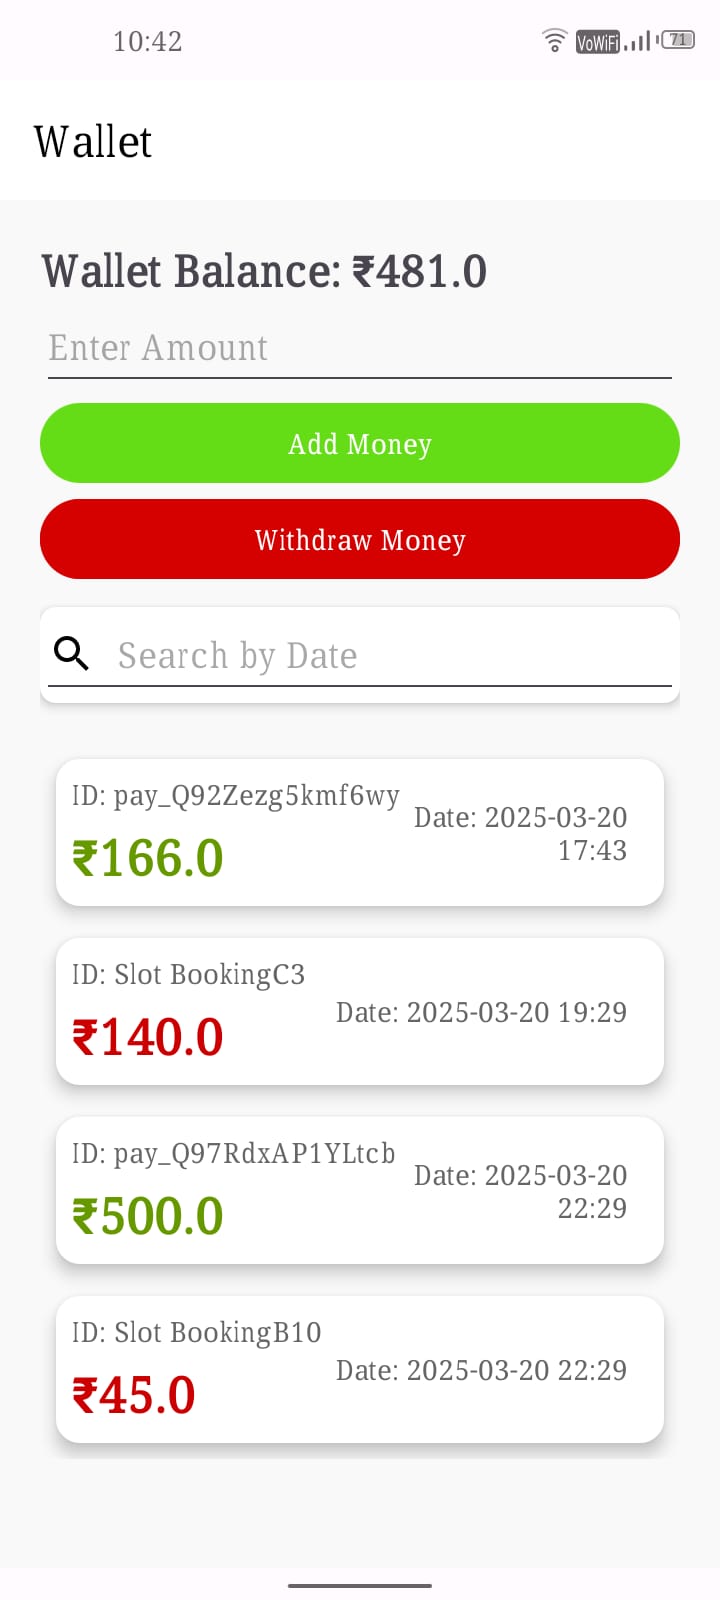 10:42
VoWiFi
71
Wallet
Wallet Balance: ₹481.0
Enter Amount
Add Money
Withdraw Money
Search by Date
ID: pay_Q92Zezg5kmf6wy
Date: 2025-03-20
17:43
₹166.0
ID: Slot BookingC3
Date: 2025-03-20 19:29
₹140.0
ID: pay_Q97RdxAP1YLtcb
Date: 2025-03-20
22:29
₹500.0
ID: Slot BookingB10
Date: 2025-03-20 22:29
₹45.0